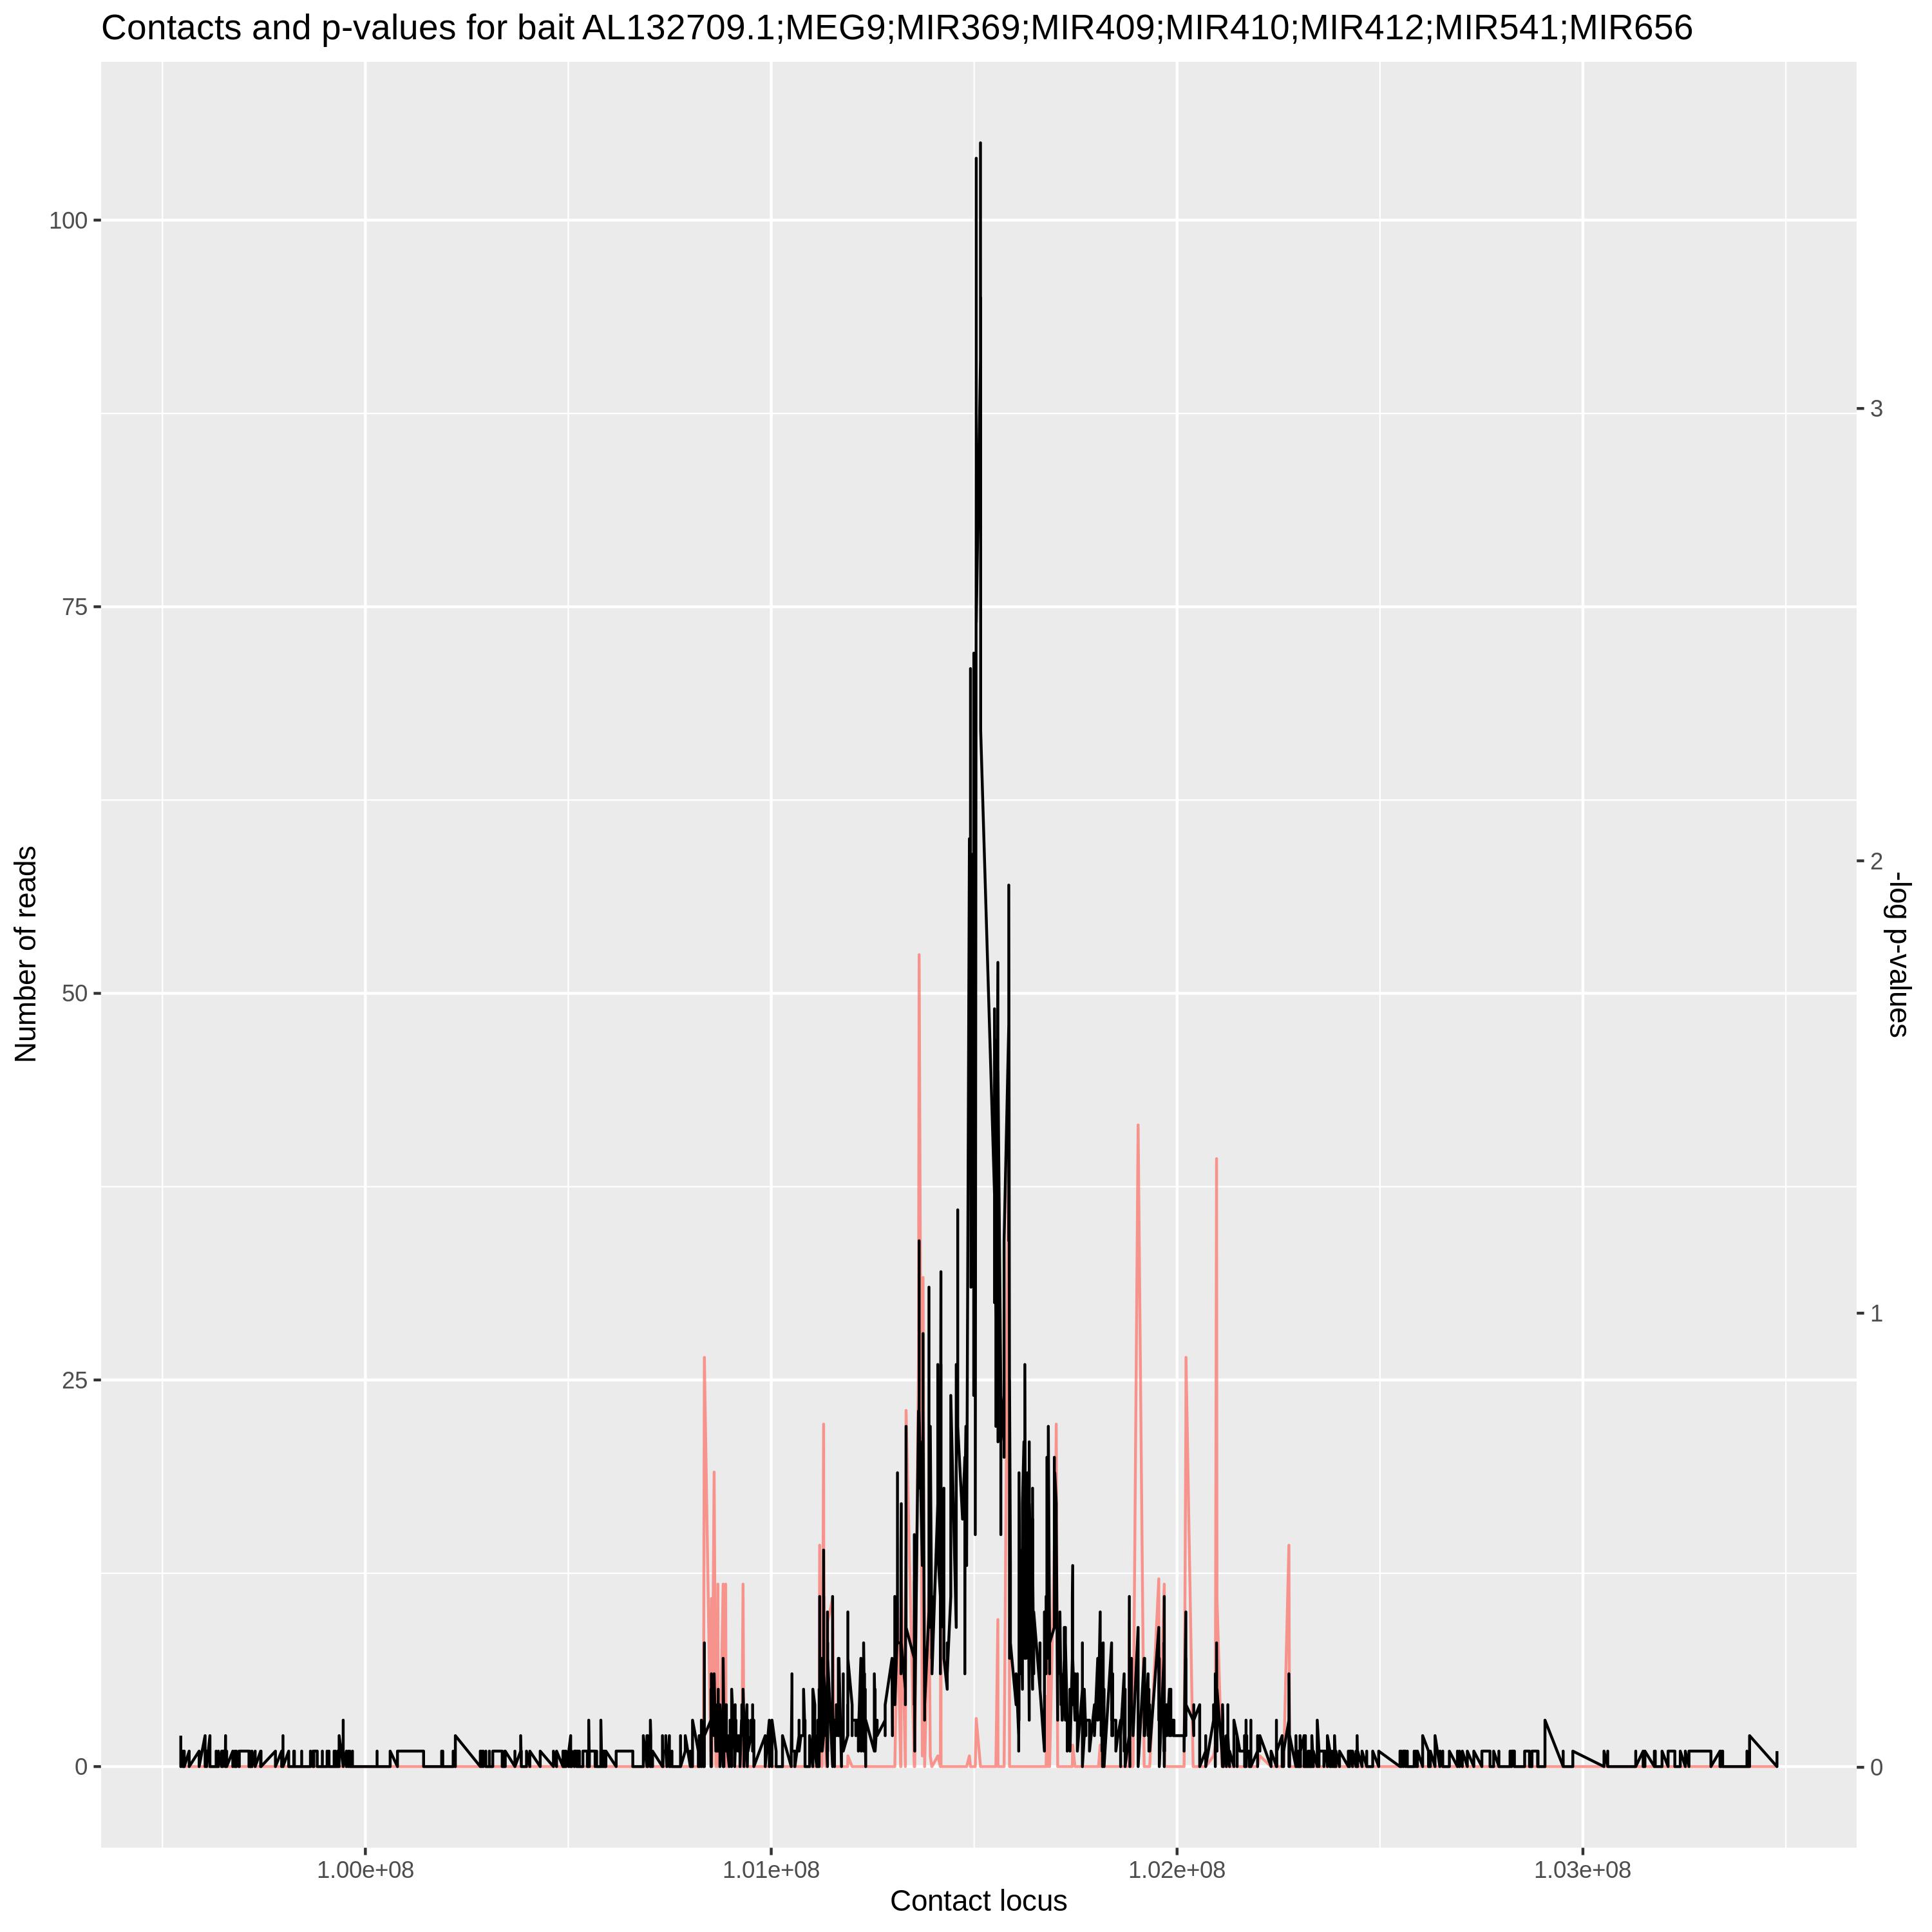 Contacts and p-values for bait AL132709.1;MEG9;MIR369;MIR409;MIR410;MIR412;MIR541;MIR656
100
75
50
25
0
Number of reads
3
2
1
0
-log p-values
1.00e+08
1.01e+08
1.02e+08
1.03e+08
Contact locus